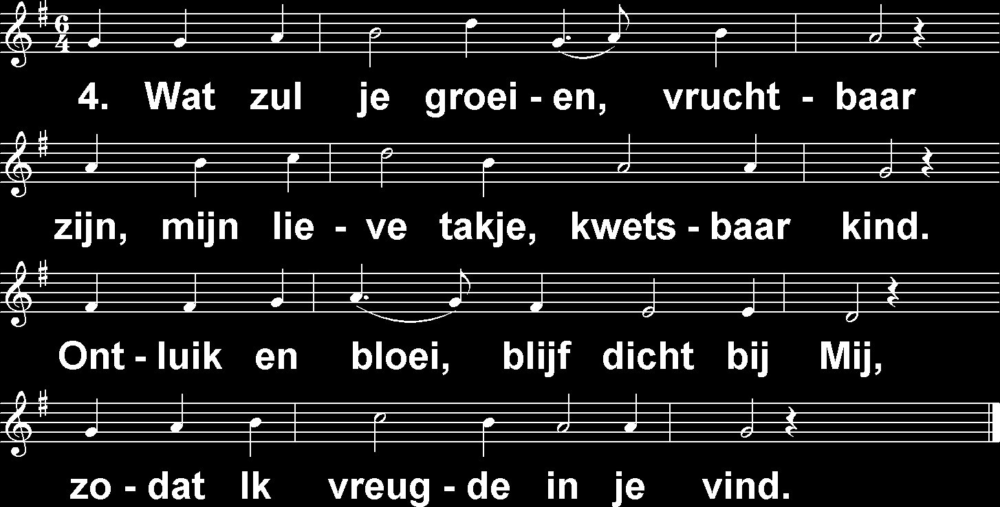 4. Wat zul je groei - en, vrucht - baar
zijn, mijn lie - ve takje, kwets - baar kind.
Ont - luik en bloei, blijf dicht bij Mij,
zo - dat Ik vreug - de in je vind.